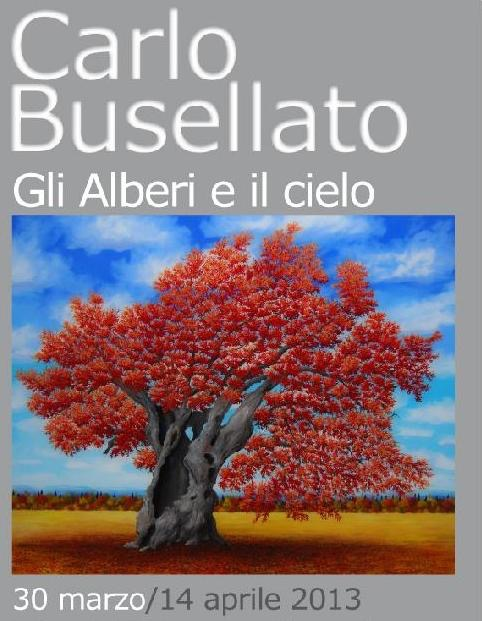 Carlo
Busellato
Gli Alberi e il cielo
30 marzo/14 aprile 2013